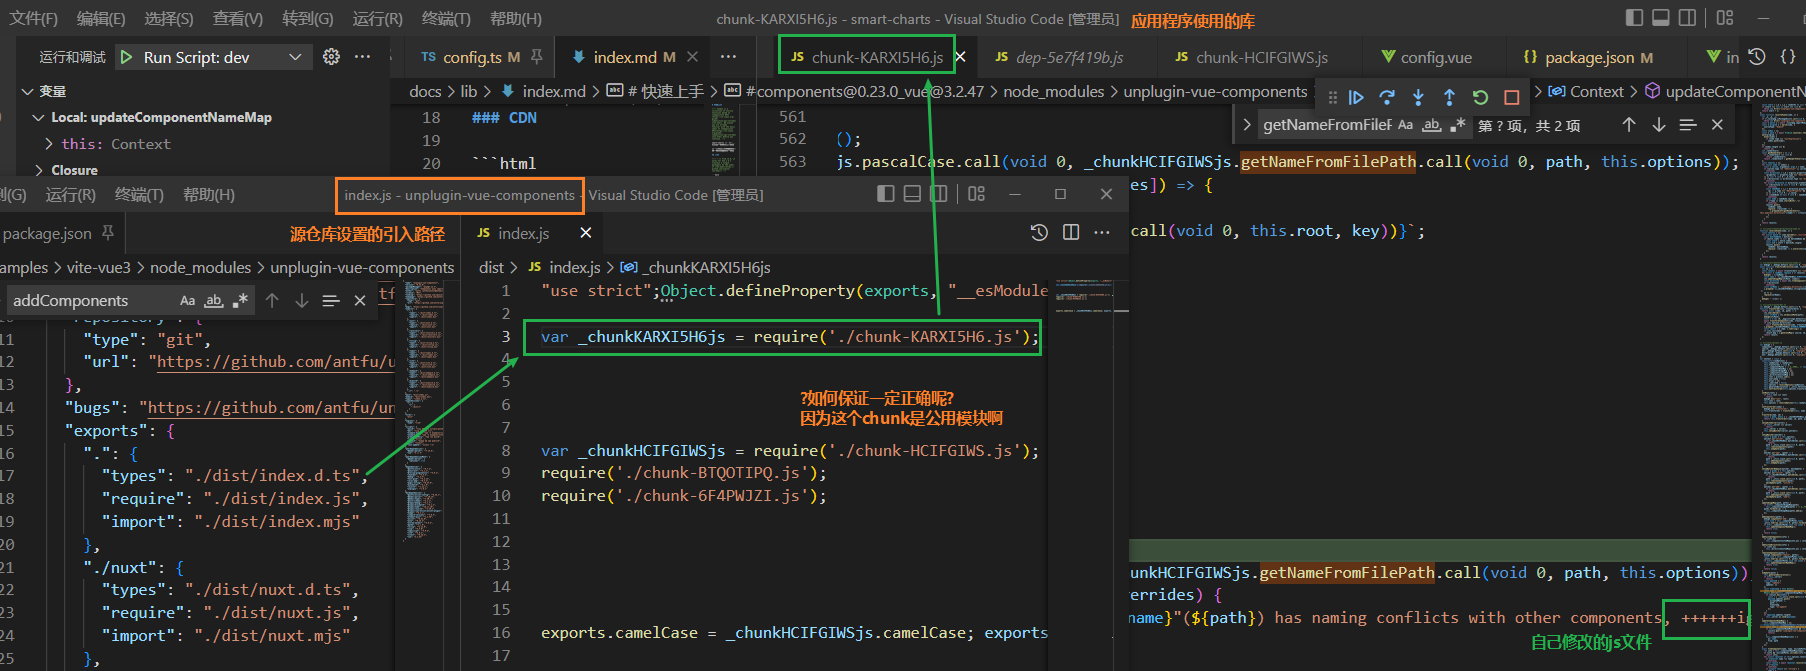 文件(F) 编辑(E) 选择(S) 查看(V) 转到(G) 运行(R) 终端(T) 帮助(H) chunk-KARXI5H6.js - smart-charts - Visual Studio Code [管理员] 应用程序使用的库
运行和调试 Run Script: dev TS config.ts M index.md M JS chunk-KARXI5H6.js JS dep-5e7f419b.js JS chunk-HCIFGIWS.js config.vue {} package.json M in
变量 docs > lib > index.md > # 快速上手 > #components@0.23.0_vue@3.2.47 > node_modules > unplugin-vue-components > Context > updateComponentN
Local: updateComponentNameMap
this: Context
Closure
18 ### CDN
19
20 ```html
getNameFromFileP Aa ab 第 ? 项，共 2 项
561
562 ();
563 js.pascalCase.call(void 0, _chunkHCIFGIWSjs.getNameFromFilePath.call(void 0, path, this.options));
es]) => {
call(void 0, this.root, key))}`;
到(G) 运行(R) 终端(T) 帮助(H) index.js - unplugin-vue-components - Visual Studio Code [管理员]
package.json 源仓库设置的引入路径 JS index.js
amples > vite-vue3 > node_modules > unplugin-vue-components
addComponents Aa ab
"repository": {
11 "type": "git",
12 "url": "https://github.com/antfu/u
13 },
14 "bugs": "https://github.com/antfu/un
15 "exports": {
16 ".": {
17 "types": "./dist/index.d.ts",
18 "require": "./dist/index.js",
19 "import": "./dist/index.mjs"
20 },
21 "./nuxt": {
22 "types": "./dist/nuxt.d.ts",
23 "require": "./dist/nuxt.js",
24 "import": "./dist/nuxt.mjs"
25 },
dist > JS index.js > _chunkKARXI5H6js
1 "use strict";Object.defineProperty(exports, "__esModule
2
3 var _chunkKARXI5H6js = require('./chunk-KARXI5H6.js');
4
5
6
7
8 var _chunkHCIFGIWSjs = require('./chunk-HCIFGIWS.js');
9 require('./chunk-BTQOTIPQ.js');
10 require('./chunk-6F4PWJZI.js');
11
12
13
14
15
16 exports.camelCase = _chunkHCIFGIWSjs.camelCase; exports
17
?如何保证一定正确呢?
因为这个chunk是公用模块啊
unkHCIFGIWSjs.getNameFromFilePath.call(void 0, path, this.options))
verrides) {
name}"(${path}) has naming conflicts with other components, ++++++ig
自己修改的js文件